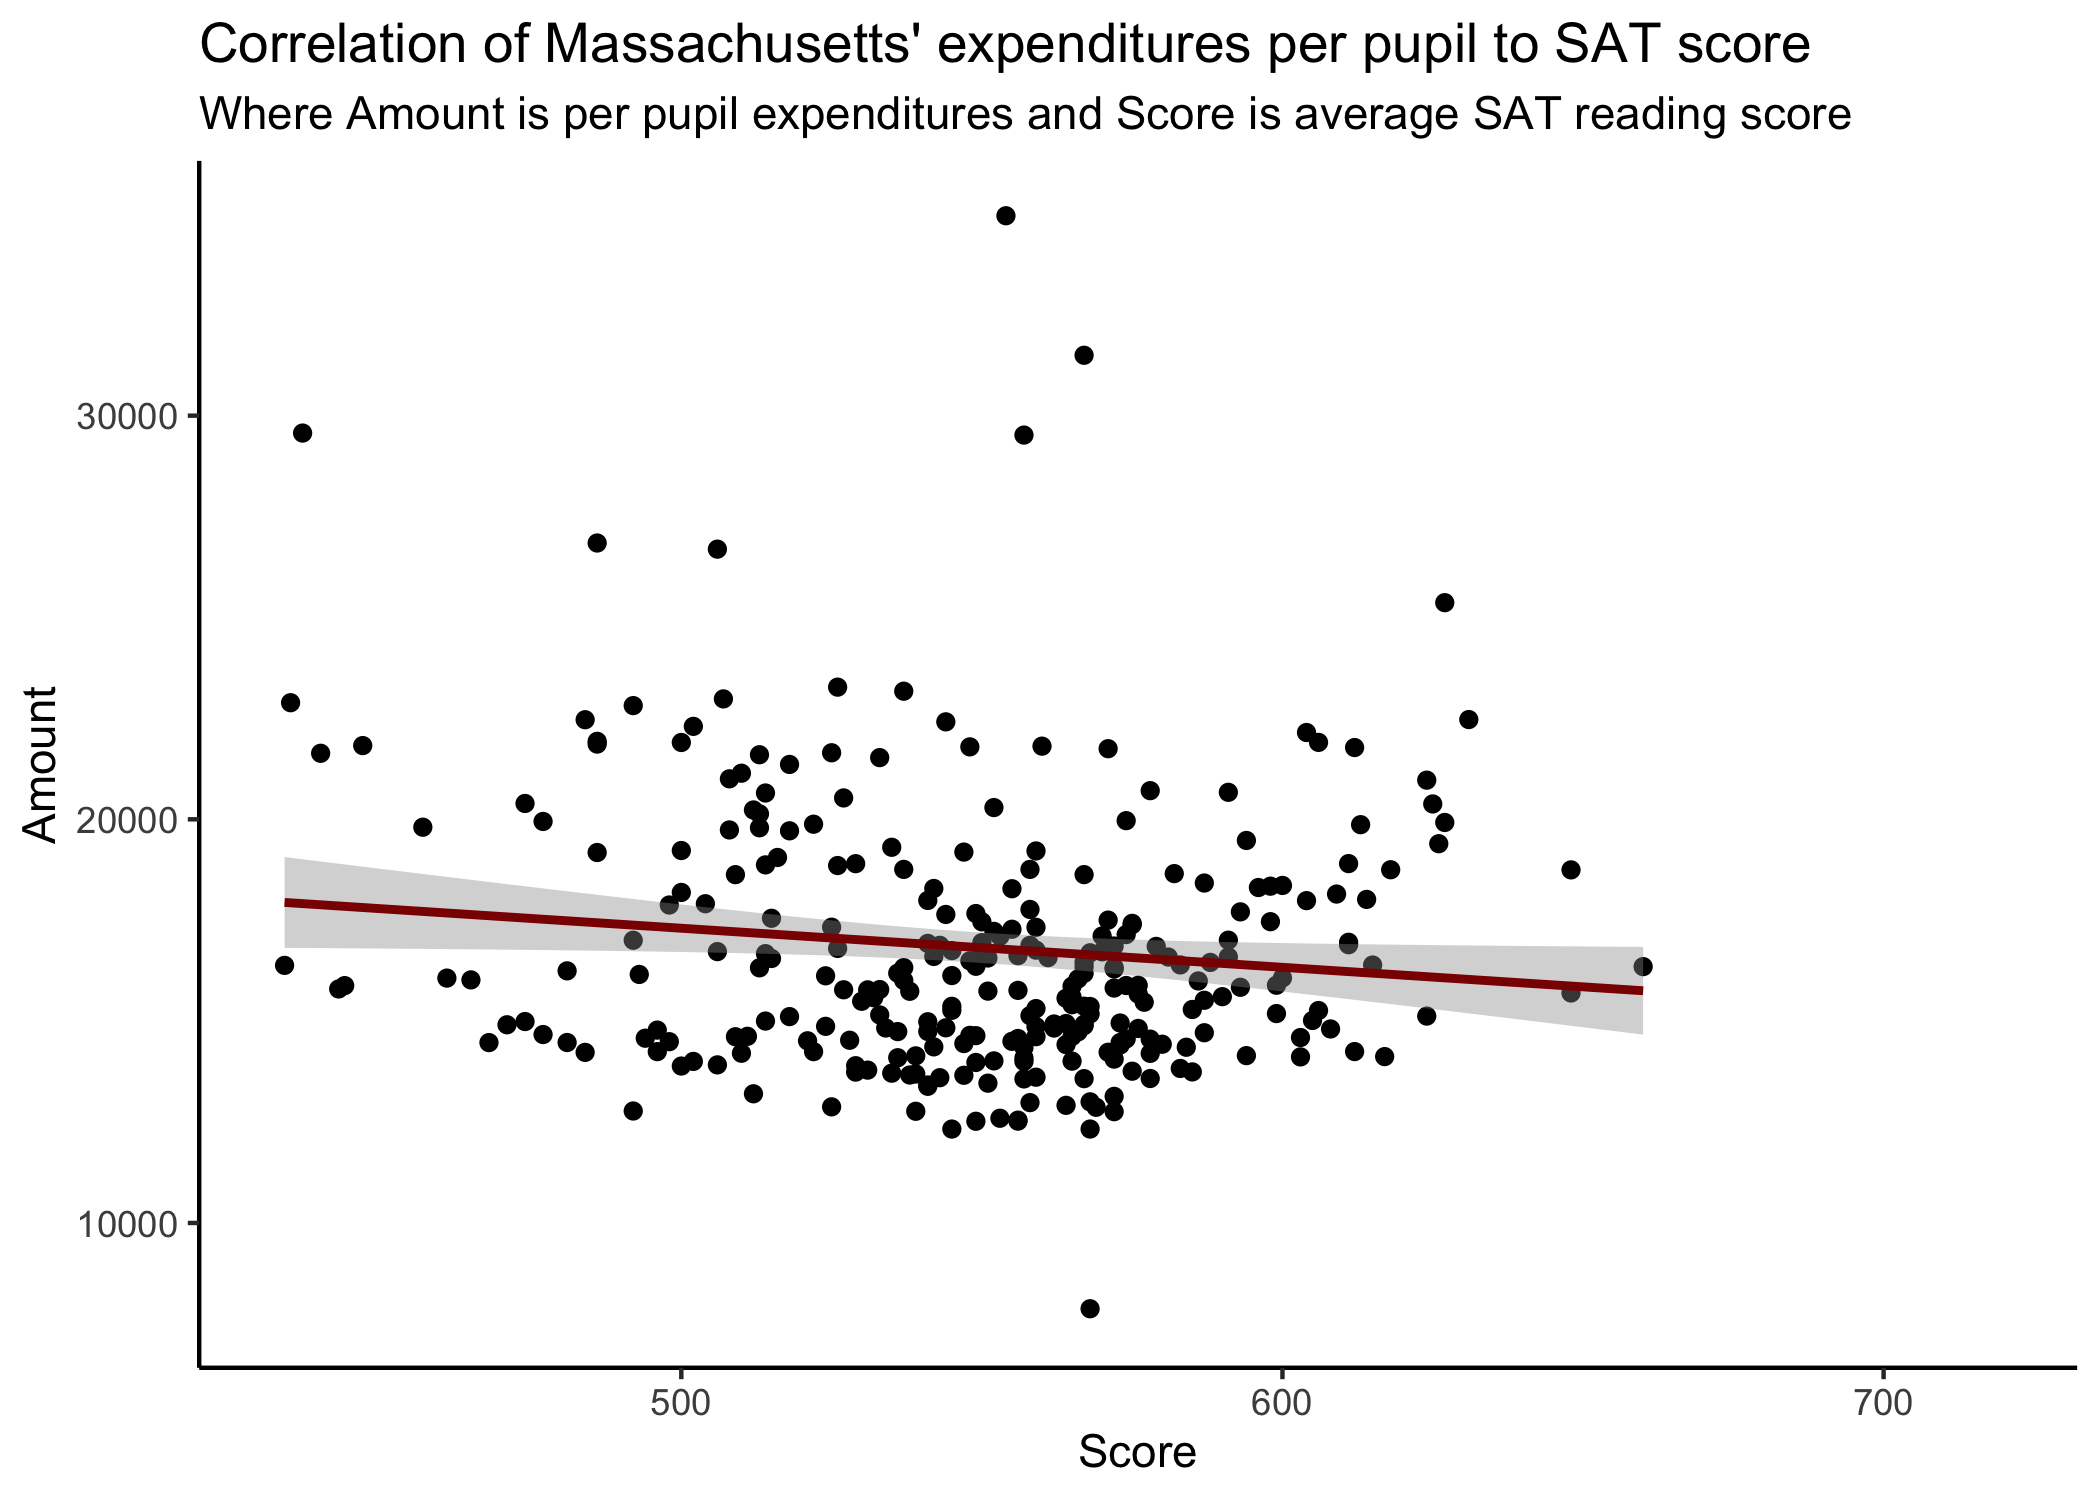 Correlation of Massachusetts' expenditures per pupil to SAT score
Where Amount is per pupil expenditures and Score is average SAT reading score
30000
20000
10000
Amount
500
600
700
Score